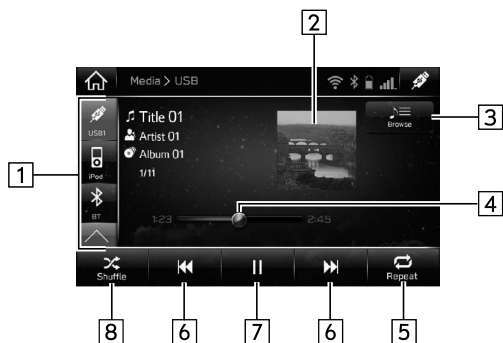 2
Media > USB
USB1
iPod
BT
Title 01
Artist 01
Album 01
1/11
Browse
3
1
4
1:23
2:45
Shuffle
Repeat
8
6
7
6
5